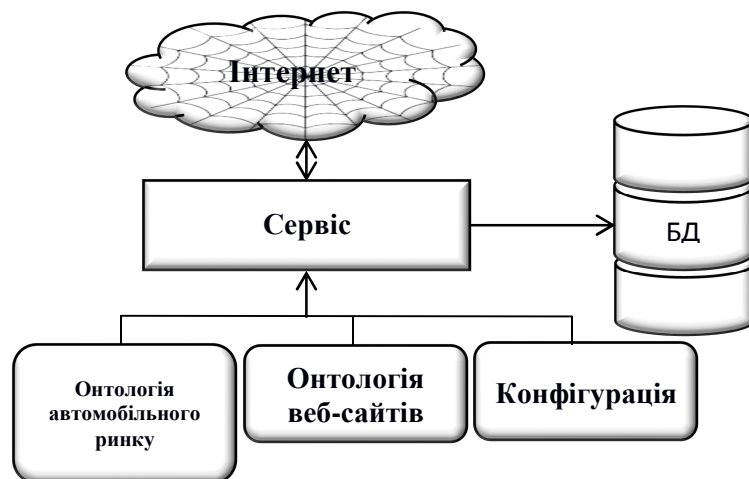 Інтернет
Сервіс
БД
Онтологія
автомобільного
ринку
Онтологія
веб-сайтів
Конфігурація